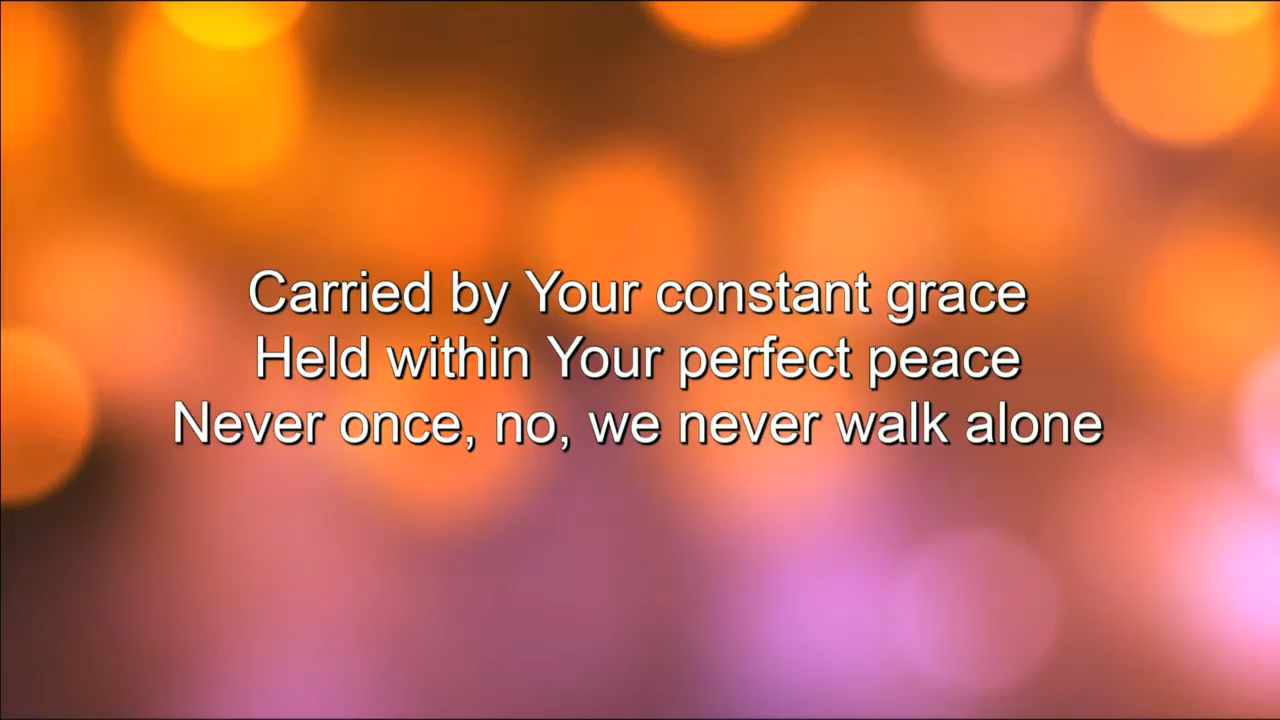 Carried by Your constant grace
Held within Your perfect peace
Never once, no, we never walk alone